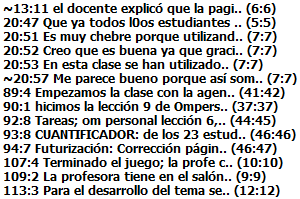 ~13:11 el docente explicó que la pagi.. (6:6)
20:47 Que ya todos l0os estudiantes .. (5:5)
20:51 Es muy chebre porque utilizand.. (7:7)
20:52 Creo que es buena ya que graci.. (7:7)
20:53 En esta clase se han utilizado.. (7:7)
~20:57 Me parece bueno porque así som.. (7:7)
89:4 Empezamos la clase con la agen.. (41:42)
90:1 hicimos la lección 9 de Ompers.. (37:37)
92:8 Tareas; om personal lección 6,.. (44:45)
93:8 CUANTIFICADOR: de los 23 estud.. (46:46)
94:7 Futurización: Corrección págin.. (46:47)
107:4 Terminado el juego; la profe c.. (10:10)
109:2 La profesora tiene en el salón.. (9:9)
113:3 Para el desarrollo del tema se.. (12:12)